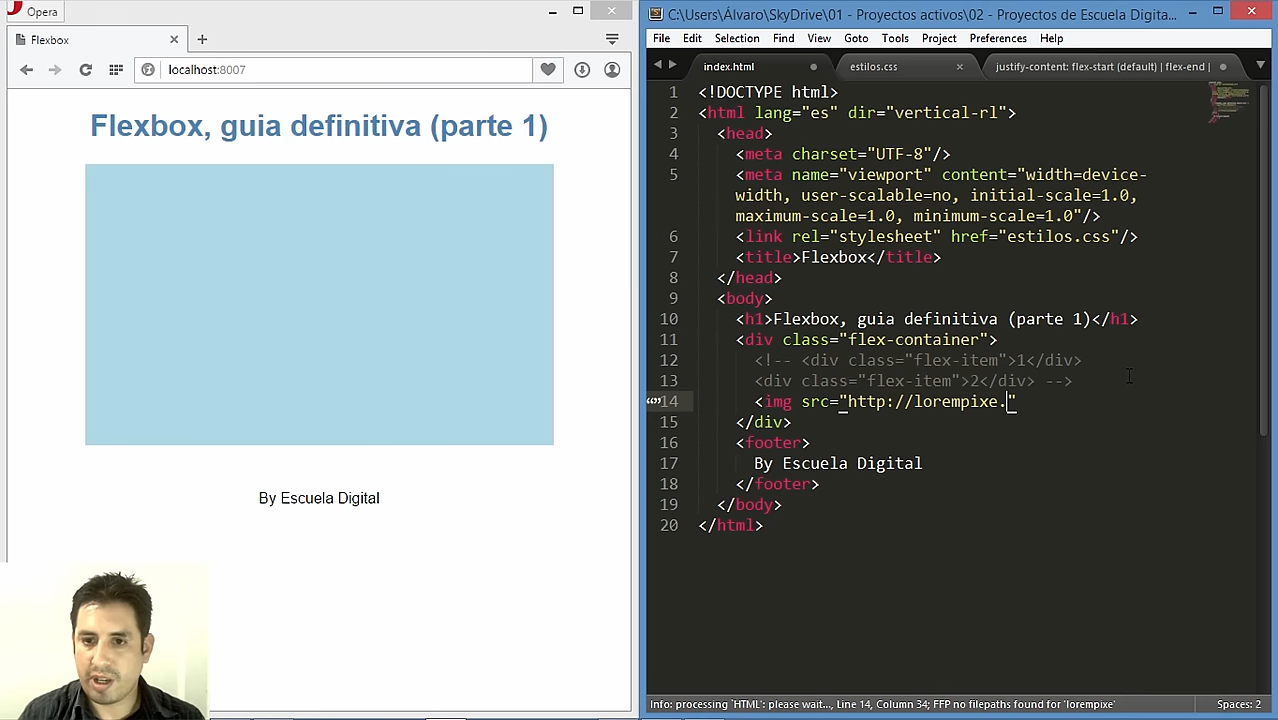 Opera
Flexbox
localhost:8007
Flexbox, guia definitiva (parte 1)
By Escuela Digital
C:\Users\Álvaro\SkyDrive\01 - Proyectos activos\02 - Proyectos de Escuela Digita...
File Edit Selection Find View Goto Tools Project Preferences Help
index.html estilos.css justify-content: flex-start (default) | flex-end |
1 <!DOCTYPE html>
2 <html lang="es" dir="vertical-rl">
3 <head>
4 <meta charset="UTF-8"/>
5 <meta name="viewport" content="width=device-
width, user-scalable=no, initial-scale=1.0,
maximum-scale=1.0, minimum-scale=1.0"/>
6 <link rel="stylesheet" href="estilos.css"/>
7 <title>Flexbox</title>
8 </head>
9 <body>
10 <h1>Flexbox, guia definitiva (parte 1)</h1>
11 <div class="flex-container">
12 <!-- <div class="flex-item">1</div>
13 <div class="flex-item">2</div> -->
14 <img src="http://lorempixe."
15 </div>
16 <footer>
17 By Escuela Digital
18 </footer>
19 </body>
20 </html>
Info: processing `HTML': please wait..., Line 14, Column 34; FFP no filepaths found for 'lorempixe' Spaces: 2